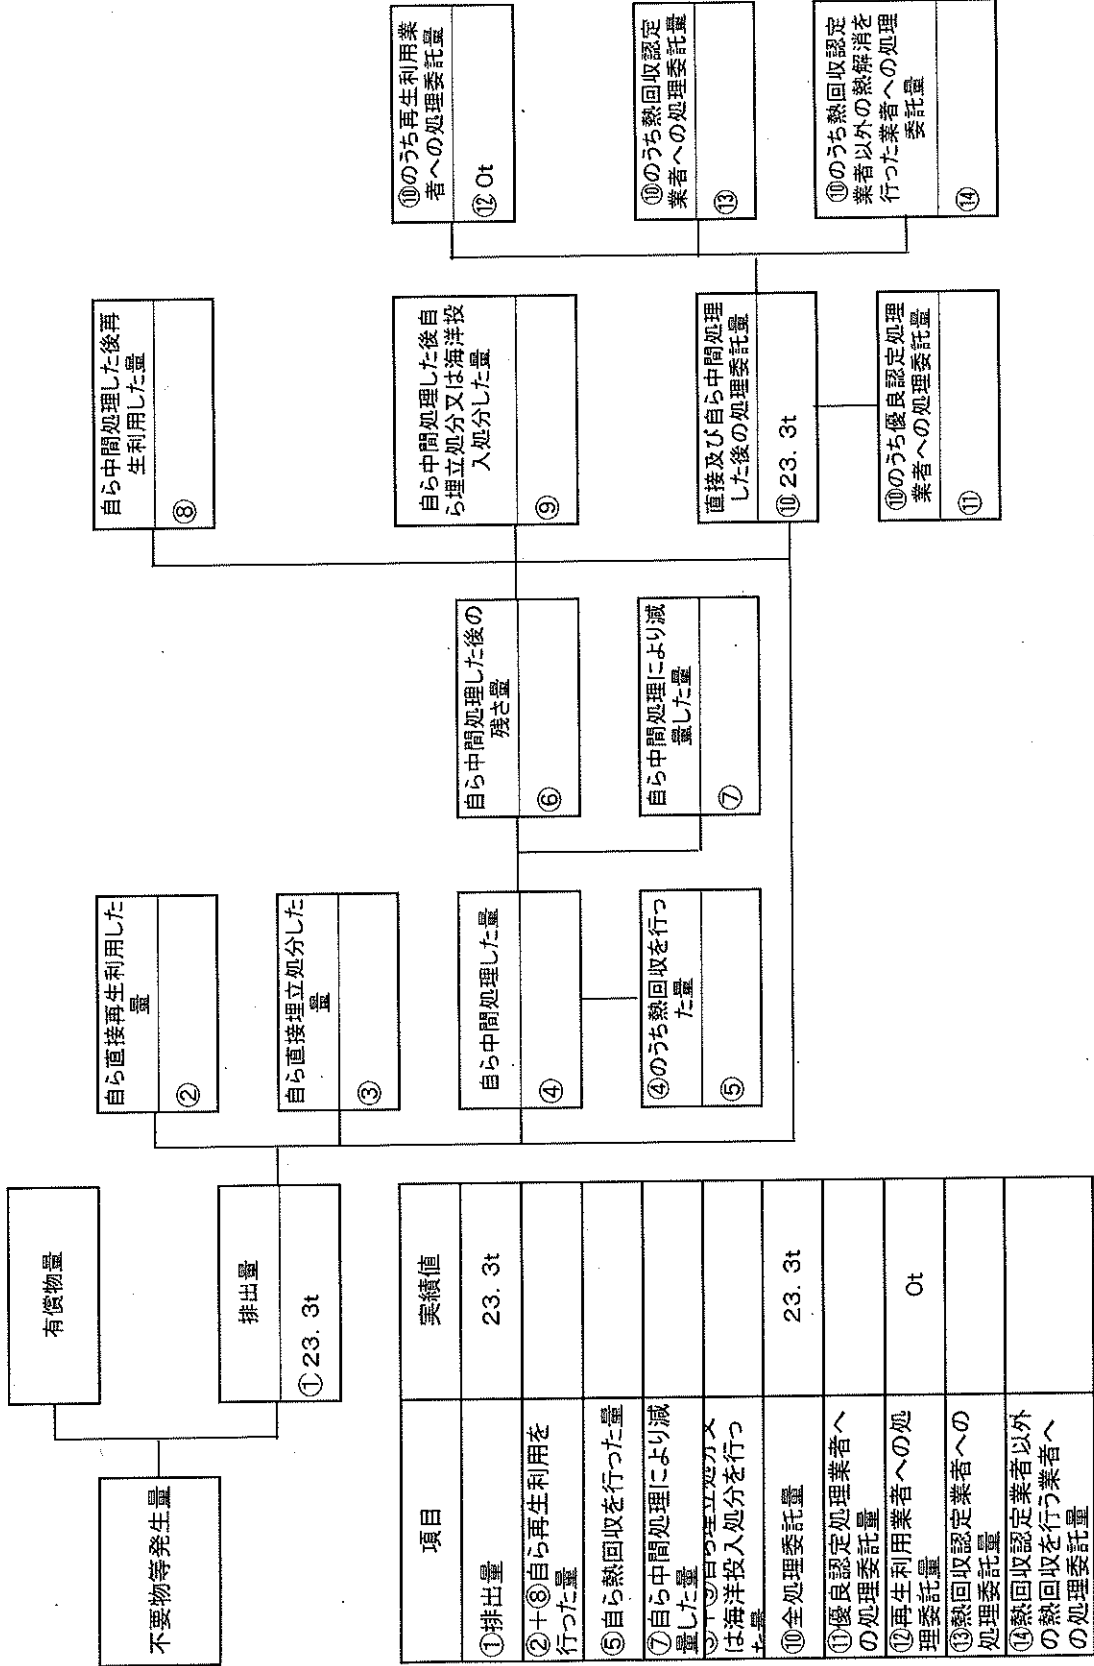 不要物等発生量
有償物量
排出量
①23. 3t
自ら直接再生利用した
量
②
自ら直接埋立処分した
量
③
自ら中間処理した量
④
④のうち熱回収を行っ
た量
⑤
自ら中間処理した後の
残さ量
⑥
自ら中間処理により減
量した量
⑦
自ら中間処理した後再
生利用した量
⑧
自ら中間処理した後自
ら埋立処分又は海洋投
入処分した量
⑨
直接及び自ら中間処理
した後の処理委託量
⑩23. 3t
⑩のうち優良認定処理
業者への処理委託量
⑪
⑩のうち再生利用業
者への処理委託量
⑫0t
⑩のうち熱回収認定
業者への処理委託量
⑬
⑩のうち熱回収認定
業者以外の熱解消を
行った業者への処理
委託量
⑭
項目 実績値
①排出量 23. 3t
②+⑧自ら再生利用を
行った量
⑤自ら熱回収を行った量
⑦自ら中間処理により減
量した量
③+⑨自ら埋立処分又
は海洋投入処分を行っ
た量
⑩全処理委託量 23. 3t
⑪優良認定処理業者へ
の処理委託量
⑫再生利用業者への処
理委託量 0t
⑬熱回収認定業者への
処理委託量
⑭熱回収認定業者以外
の熱回収を行う業者へ
の処理委託量